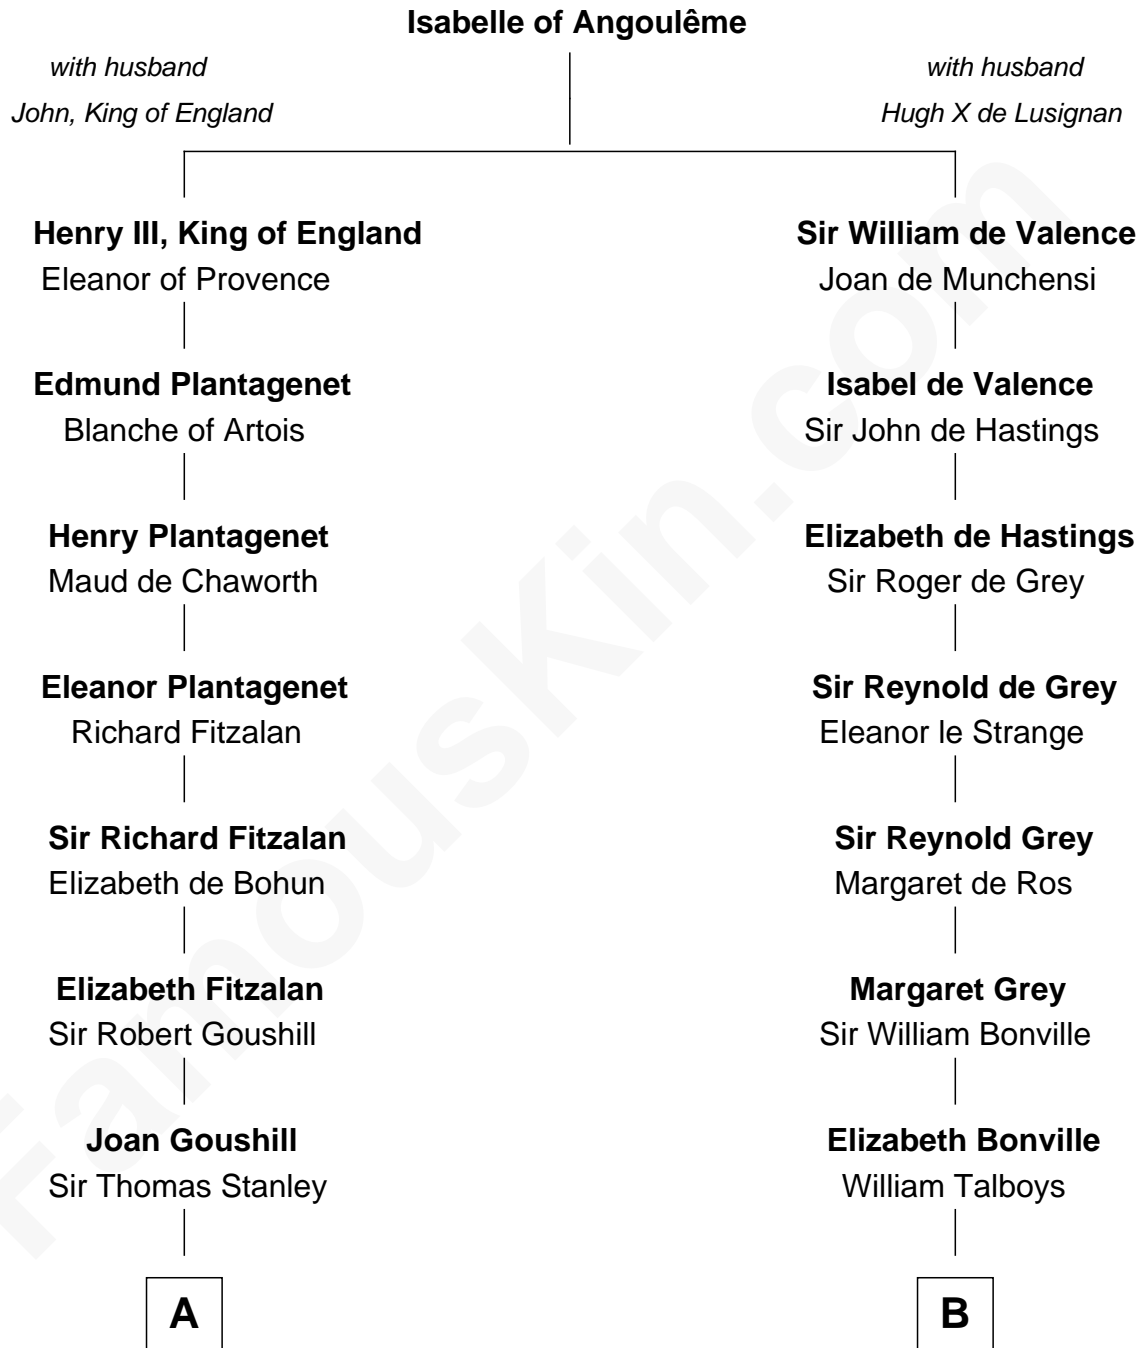 Isabelle of Angoulême
with husband
John, King of England
with husband
Hugh X de Lusignan
Henry III, King of England
Eleanor of Provence
Sir William de Valence
Joan de Munchensi
Edmund Plantagenet
Blanche of Artois
Isabel de Valence
Sir John de Hastings
Henry Plantagenet
Maud de Chaworth
Elizabeth de Hastings
Sir Roger de Grey
Eleanor Plantagenet
Richard Fitzalan
Sir Reynold de Grey
Eleanor le Strange
Sir Richard Fitzalan
Elizabeth de Bohun
Sir Reynold Grey
Margaret de Ros
Elizabeth Fitzalan
Sir Robert Goushill
Margaret Grey
Sir William Bonville
Joan Goushill
Sir Thomas Stanley
Elizabeth Bonville
William Talboys
A
B
FamousKin.com